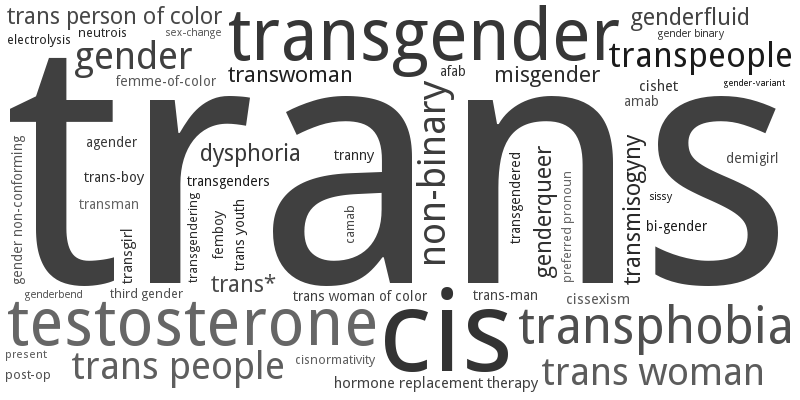 trans person of color
transgender
genderfluid
electrolysis
neutrois
sex-change
gender binary
gender
transpeople
femme-of-color
transwoman
afab
misgender
cishet
gender-variant
amab
trans
gender non-conforming
agender
dysphoria
tranny
non-binary
transgendered
genderqueer
preferred pronoun
transmisogyny
demigirl
trans-boy
transgenders
sissy
transman
transgirl
transgendering
femboy
trans youth
camab
bi-gender
trans*
genderbend
third gender
trans woman of color
trans-man
cissexism
testosterone
cis
transphobia
present
trans people
cisnormativity
trans woman
post-op
hormone replacement therapy